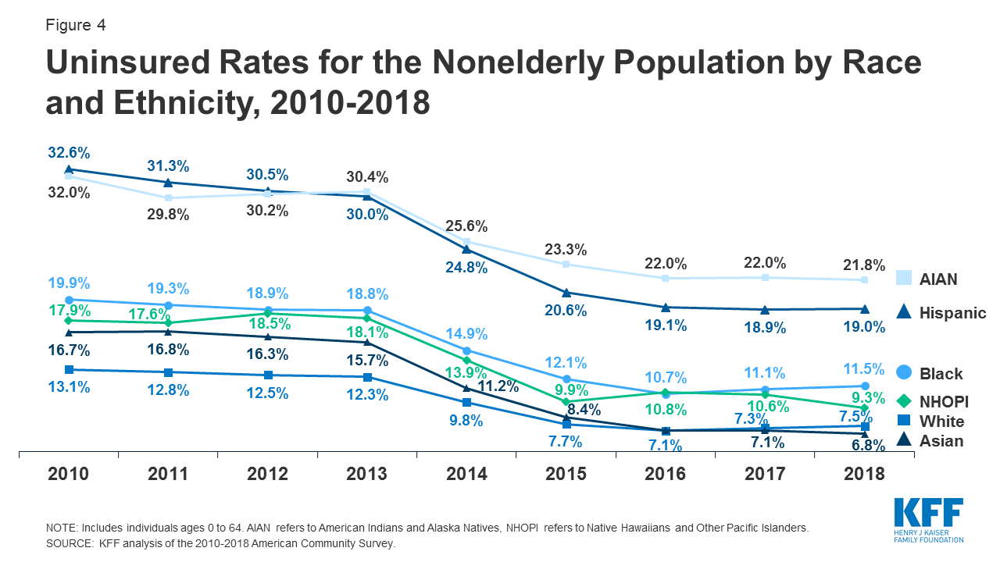 Figure 4
Uninsured Rates for the Nonelderly Population by Race
and Ethnicity, 2010-2018
32.6% 31.3% 30.5% 30.4%
32.0% 29.8% 30.2% 30.0%
25.6% 23.3% 22.0% 22.0% 21.8%
24.8% 20.6% 19.1% 18.9% 19.0%
AIAN
Hispanic
19.9% 19.3% 18.9% 18.8% 14.9% 12.1% 10.7% 11.1% 11.5%
17.9% 17.6% 18.5% 18.1% 13.9% 9.9% 10.8% 10.6% 9.3%
16.7% 16.8% 16.3% 15.7% 11.2% 8.4% 7.1% 6.8%
13.1% 12.8% 12.5% 12.3% 9.8% 7.7% 7.1% 7.3% 7.5%
Black
NHOPI
White
Asian
2010 2011 2012 2013 2014 2015 2016 2017 2018
NOTE: Includes individuals ages 0 to 64. AIAN refers to American Indians and Alaska Natives, NHOPI refers to Native Hawaiians and Other Pacific Islanders.
SOURCE: KFF analysis of the 2010-2018 American Community Survey.
KFF
HENRY J KAISER
FAMILY FOUNDATION